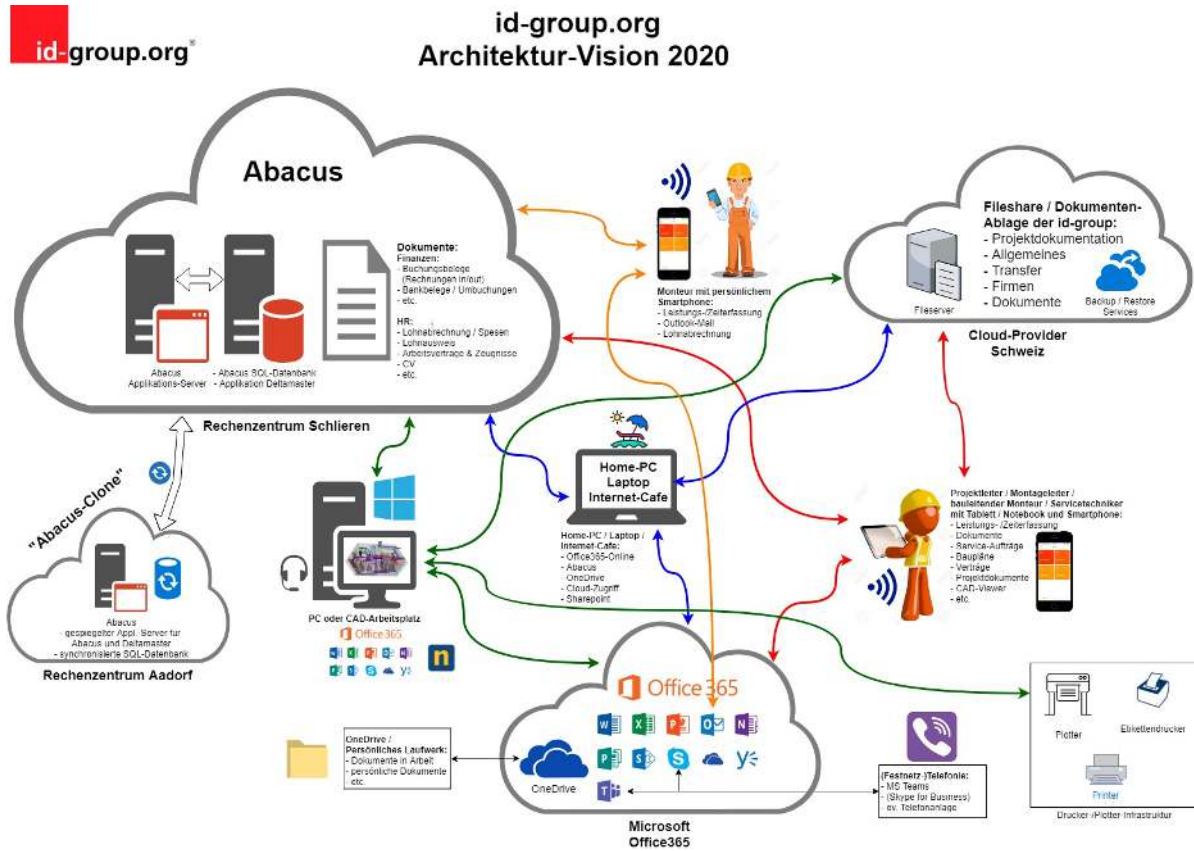 id-group.org®
id-group.org
Architektur-Vision 2020
Abacus
Dokumente:
Finanzen:
- Buchungsbelege
(Rechnungen in/out)
- Bankbelege / Umbuchungen
- etc.
HR:
- Lohnabrechnung / Spesen
- Lohnausweis
- Arbeitsverträge & Zeugnisse
- CV
- etc.
Abacus
Applikations-Server
- Abacus SQL-Datenbank
- Applikation Deltamaster
Rechenzentrum Schlieren
Monteur mit persönlichem
Smartphone:
- Leistungs-/Zeiterfassung
- Outlook-Mail
- Lohnabrechnung
Fileshare / Dokumenten-
Ablage der id-group:
- Projektdokumentation
- Allgemeines
- Transfer
- Firmen
- Dokumente
Fileserver
Backup / Restore
Services
Cloud-Provider
Schweiz
"Abacus-Clone"
Abacus
- gespiegelter Appl. Server für
Abacus und Deltamaster
- synchronisierte SQL-Datenbank
Rechenzentrum Aadorf
PC oder CAD-Arbeitsplatz
Office 365
n
Home-PC
Laptop
Internet-Cafe
Home-PC / Laptop /
Internet-Cafe:
- Office365-Online
- Abacus
- OneDrive
- Cloud-Zugriff
- Sharepoint
Projektleiter / Montageleiter /
bauleitender Monteur / Servicetechniker
mit Tablett / Notebook und Smartphone:
- Leistungs- /Zeiterfassung
- Dokumente
- Service-Aufträge
- Baupläne
- Verträge
- Projektdokumente
- CAD-Viewer
- etc.
Office 365
OneDrive /
Persönliches Laufwerk:
- Dokumente in Arbeit
- persönliche Dokumente
- etc.
OneDrive
Microsoft
Office365
(Festnetz-)Telefonie:
- MS Teams
- (Skype for Business)
- ev. Telefonanlage
Plotter
Etikettendrucker
Printer
Drucker-/Plotter-Infrastruktur